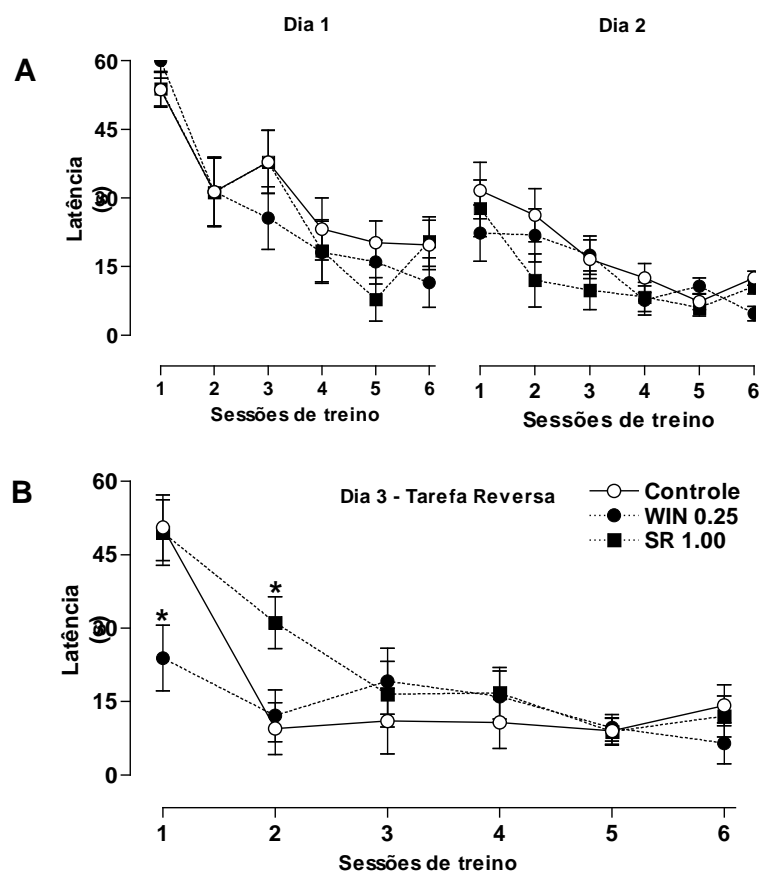 Dia 1
Dia 2
A
60
45
30
15
0
Latência
(s)
1 2 3 4 5 6
1 2 3 4 5 6
Sessões de treino
Sessões de treino
B
60
45
30
15
0
Latência
(s)
Dia 3 - Tarefa Reversa
Controle
WIN 0.25
SR 1.00
*
*
1 2 3 4 5 6
Sessões de treino